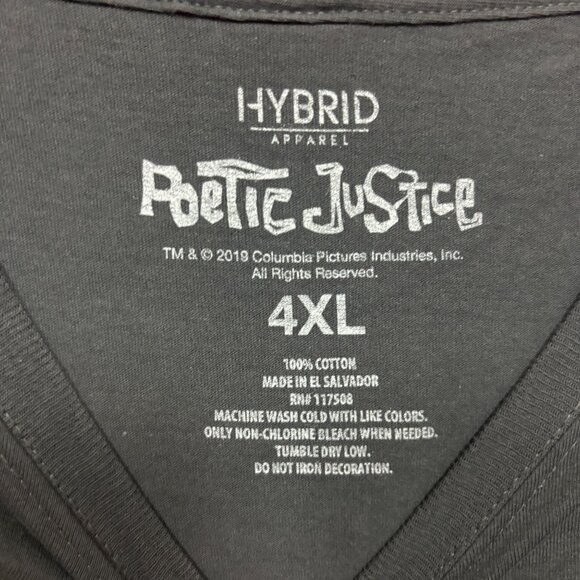 HYBRID
APPAREL
POETIC JUSTICE
TM & © 2019 Columbia Pictures Industries, Inc.
All Rights Reserved.
4XL
100% COTTON
MADE IN EL SALVADOR
RN# 117508
MACHINE WASH COLD WITH LIKE COLORS.
ONLY NON-CHLORINE BLEACH WHEN NEEDED.
TUMBLE DRY LOW.
DO NOT IRON DECORATION.